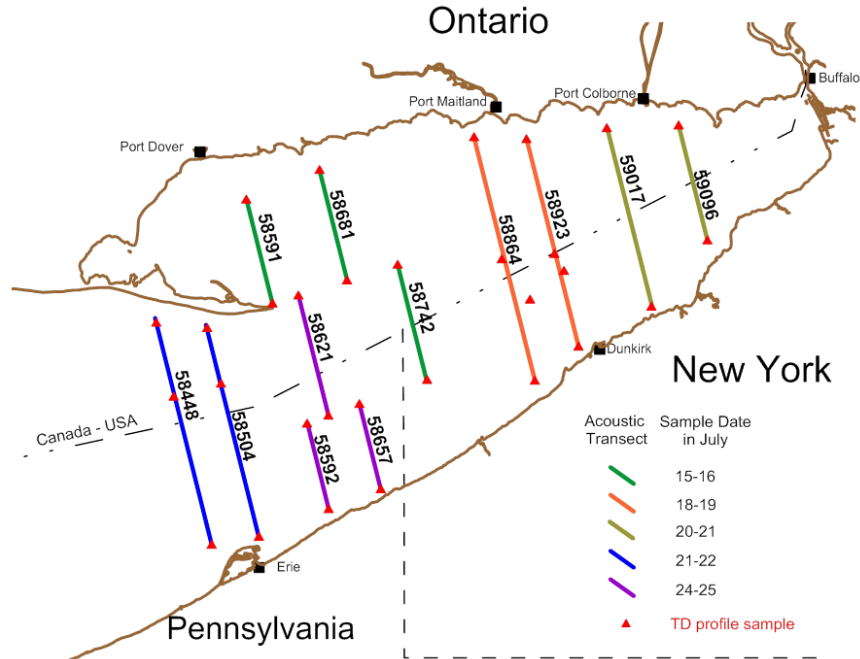 Ontario
Buffalo
Port Colborne
Port Maitland
Port Dover
59017
59096
58681
58923
58591
58864
58742
58621
Dunkirk
New York
58448
Canada - USA
58504
58657
58592
Acoustic Transect
Sample Date in July
15-16
18-19
20-21
21-22
24-25
TD profile sample
Erie
Pennsylvania